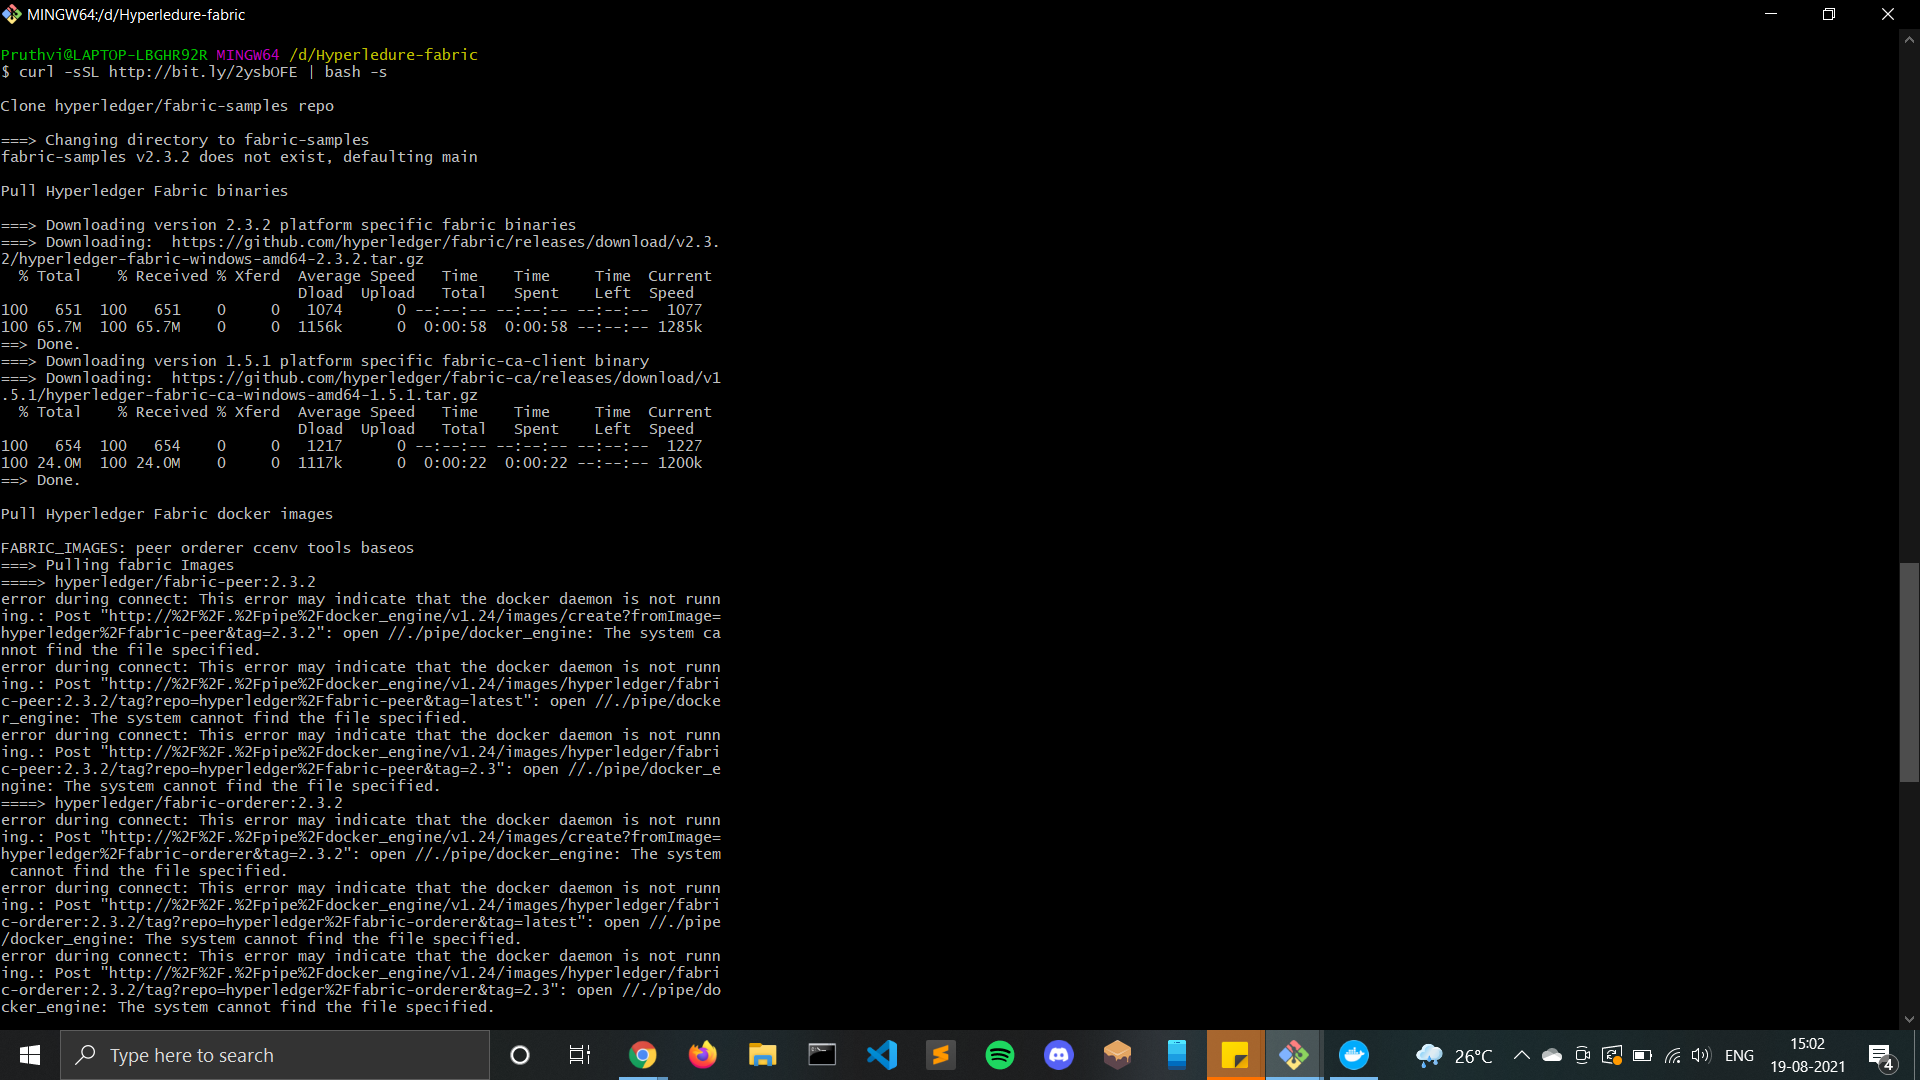 MINGW64:/d/Hyperledure-fabric
Pruthvi@LAPTOP-LBGHR92R MINGW64 /d/Hyperledure-fabric
$ curl -sSL http://bit.ly/2ysbOFE | bash -s
Clone hyperledger/fabric-samples repo
===> Changing directory to fabric-samples
fabric-samples v2.3.2 does not exist, defaulting main
Pull Hyperledger Fabric binaries
===> Downloading version 2.3.2 platform specific fabric binaries
===> Downloading:  https://github.com/hyperledger/fabric/releases/download/v2.3.
2/hyperledger-fabric-windows-amd64-2.3.2.tar.gz
  % Total    % Received % Xferd  Average Speed   Time    Time     Time  Current
                                 Dload  Upload   Total   Spent    Left  Speed
100   651  100   651    0     0   1074      0 --:--:-- --:--:-- --:--:--  1077
100 65.7M  100 65.7M    0     0  1156k      0  0:00:58  0:00:58 --:--:-- 1285k
==> Done.
===> Downloading version 1.5.1 platform specific fabric-ca-client binary
===> Downloading:  https://github.com/hyperledger/fabric-ca/releases/download/v1
.5.1/hyperledger-fabric-ca-windows-amd64-1.5.1.tar.gz
  % Total    % Received % Xferd  Average Speed   Time    Time     Time  Current
                                 Dload  Upload   Total   Spent    Left  Speed
100   654  100   654    0     0   1217      0 --:--:-- --:--:-- --:--:--  1227
100 24.0M  100 24.0M    0     0  1117k      0  0:00:22  0:00:22 --:--:-- 1200k
==> Done.
Pull Hyperledger Fabric docker images
FABRIC_IMAGES: peer orderer ccenv tools baseos
===> Pulling fabric Images
====> hyperledger/fabric-peer:2.3.2
error during connect: This error may indicate that the docker daemon is not runn
ing.: Post "http://%2F%2F.%2Fpipe%2Fdocker_engine/v1.24/images/create?fromImage=
hyperledger%2Ffabric-peer&tag=2.3.2": open //./pipe/docker_engine: The system ca
nnot find the file specified.
error during connect: This error may indicate that the docker daemon is not runn
ing.: Post "http://%2F%2F.%2Fpipe%2Fdocker_engine/v1.24/images/hyperledger/fabri
c-peer:2.3.2/tag?repo=hyperledger%2Ffabric-peer&tag=latest": open //./pipe/docke
r_engine: The system cannot find the file specified.
error during connect: This error may indicate that the docker daemon is not runn
ing.: Post "http://%2F%2F.%2Fpipe%2Fdocker_engine/v1.24/images/hyperledger/fabri
c-peer:2.3.2/tag?repo=hyperledger%2Ffabric-peer&tag=2.3": open //./pipe/docker_e
ngine: The system cannot find the file specified.
====> hyperledger/fabric-orderer:2.3.2
error during connect: This error may indicate that the docker daemon is not runn
ing.: Post "http://%2F%2F.%2Fpipe%2Fdocker_engine/v1.24/images/create?fromImage=
hyperledger%2Ffabric-orderer&tag=2.3.2": open //./pipe/docker_engine: The system
 cannot find the file specified.
error during connect: This error may indicate that the docker daemon is not runn
ing.: Post "http://%2F%2F.%2Fpipe%2Fdocker_engine/v1.24/images/hyperledger/fabri
c-orderer:2.3.2/tag?repo=hyperledger%2Ffabric-orderer&tag=latest": open //./pipe
/docker_engine: The system cannot find the file specified.
error during connect: This error may indicate that the docker daemon is not runn
ing.: Post "http://%2F%2F.%2Fpipe%2Fdocker_engine/v1.24/images/hyperledger/fabri
c-orderer:2.3.2/tag?repo=hyperledger%2Ffabric-orderer&tag=2.3": open //./pipe/do
cker_engine: The system cannot find the file specified.
Type here to search
26°C
ENG
15:02
19-08-2021
4